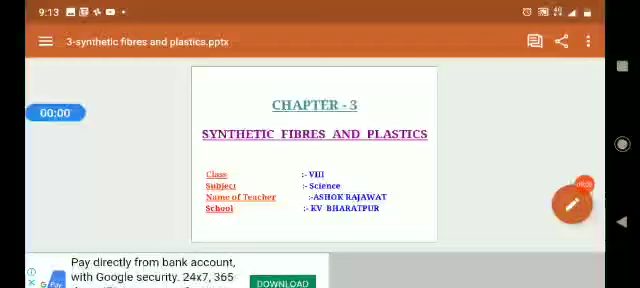 9:13
3-synthetic fibres and plastics.pptx
00:00
CHAPTER - 3
SYNTHETIC FIBRES AND PLASTICS
Class :- VIII
Subject :- Science
Name of Teacher :-ASHOK RAJAWAT
School :- KV BHARATPUR
Pay directly from bank account,
with Google security. 24x7, 365
G Pay
DOWNLOAD